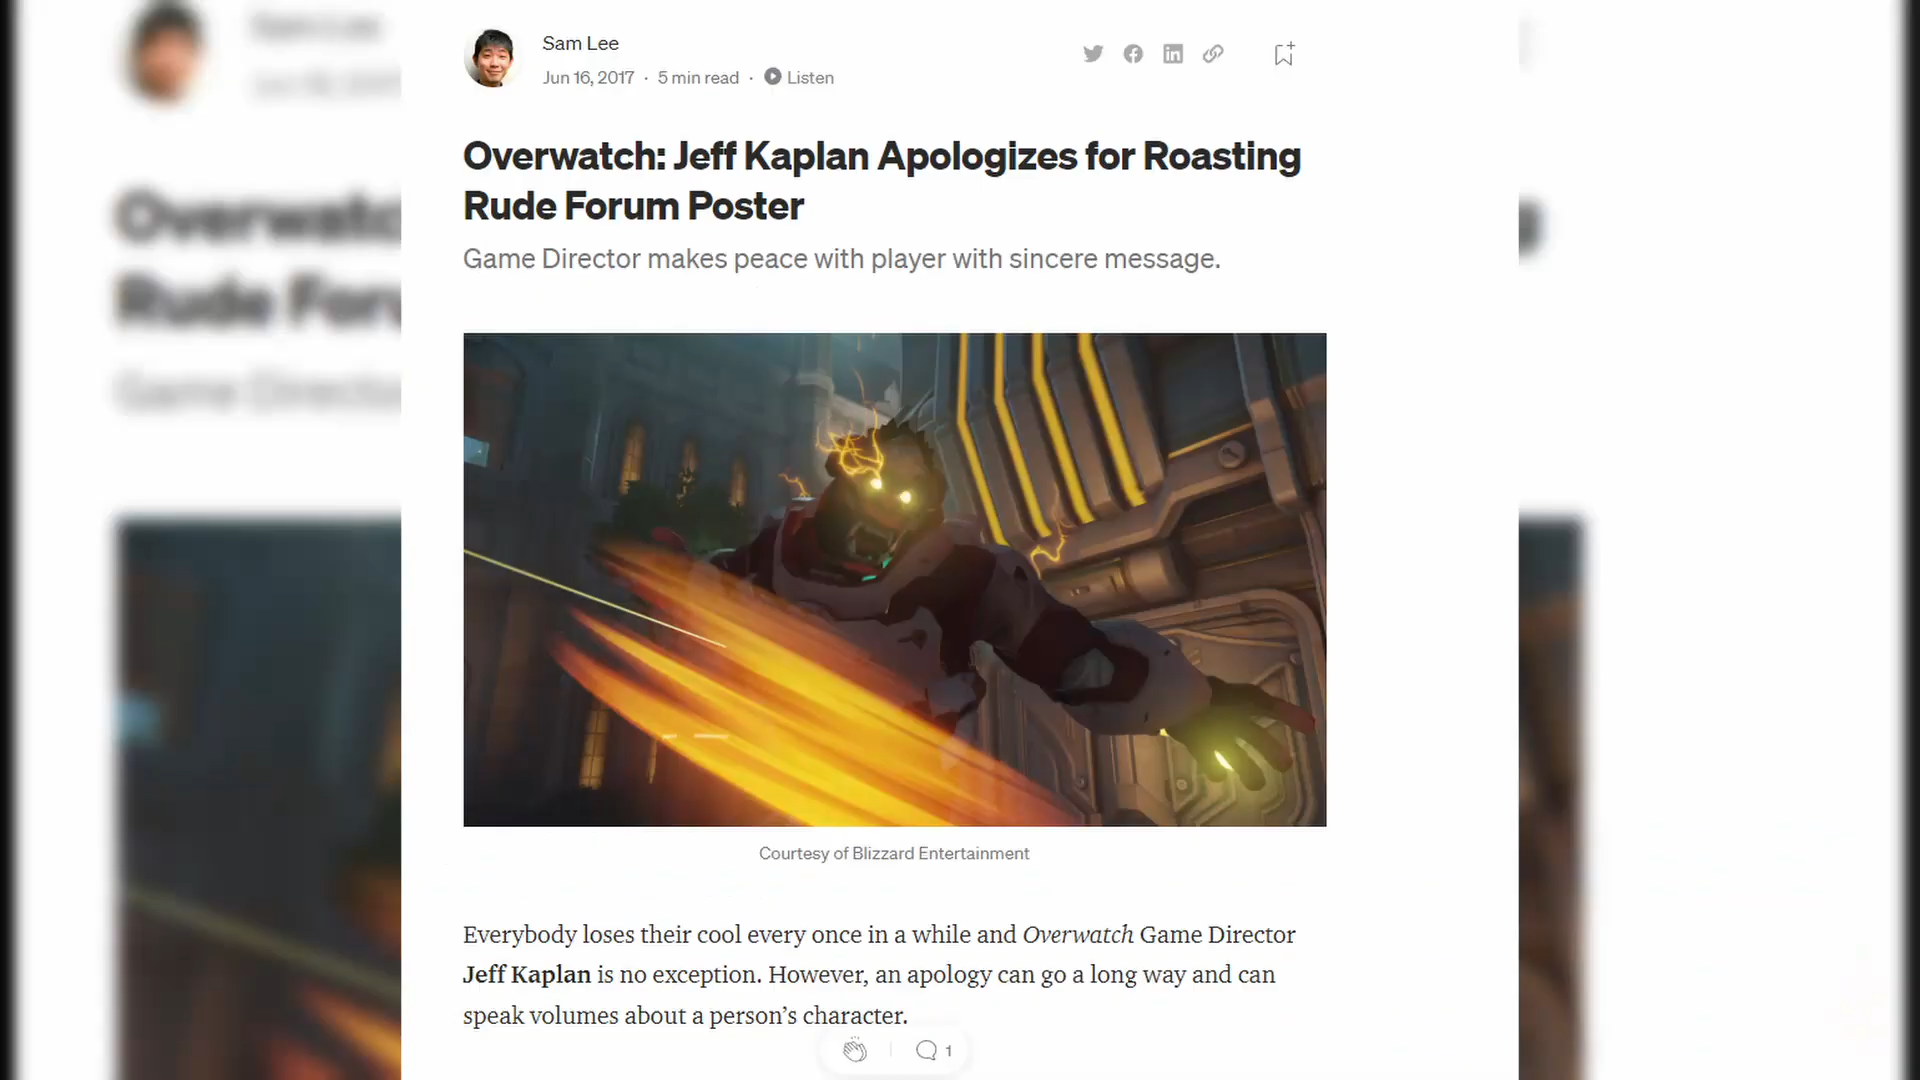 Sam Lee
Jun 16, 2017 · 5 min read · Listen
Overwatch: Jeff Kaplan Apologizes for Roasting
Rude Forum Poster
Game Director makes peace with player with sincere message.
Courtesy of Blizzard Entertainment
Everybody loses their cool every once in a while and Overwatch Game Director
Jeff Kaplan is no exception. However, an apology can go a long way and can
speak volumes about a person’s character.
1